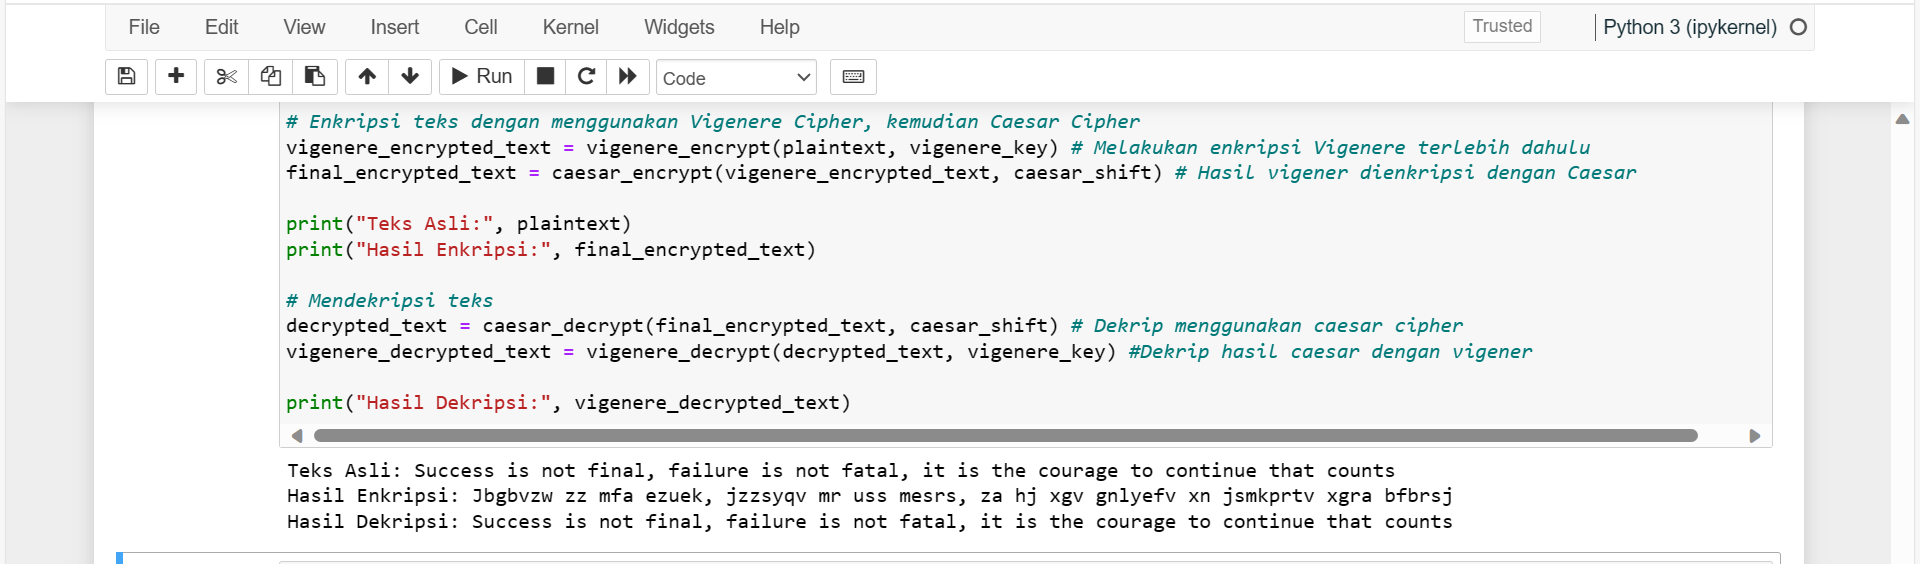 File Edit View Insert Cell Kernel Widgets Help Trusted Python 3 (ipykernel)
Run Code
# Enkripsi teks dengan menggunakan Vigenere Cipher, kemudian Caesar Cipher
vigenere_encrypted_text = vigenere_encrypt(plaintext, vigenere_key) # Melakukan enkripsi Vigenere terlebih dahulu
final_encrypted_text = caesar_encrypt(vigenere_encrypted_text, caesar_shift) # Hasil vigener dienkripsi dengan Caesar
print("Teks Asli:", plaintext)
print("Hasil Enkripsi:", final_encrypted_text)
# Mendekripsi teks
decrypted_text = caesar_decrypt(final_encrypted_text, caesar_shift) # Dekrip menggunakan caesar cipher
vigenere_decrypted_text = vigenere_decrypt(decrypted_text, vigenere_key) #Dekrip hasil caesar dengan vigener
print("Hasil Dekripsi:", vigenere_decrypted_text)
Teks Asli: Success is not final, failure is not fatal, it is the courage to continue that counts
Hasil Enkripsi: Jbgbvzw zz mfa ezuek, jzzsyqv mr uss mesrs, za hj xgv gnlyefv xn jsmkprtv xgra bfbrsj
Hasil Dekripsi: Success is not final, failure is not fatal, it is the courage to continue that counts